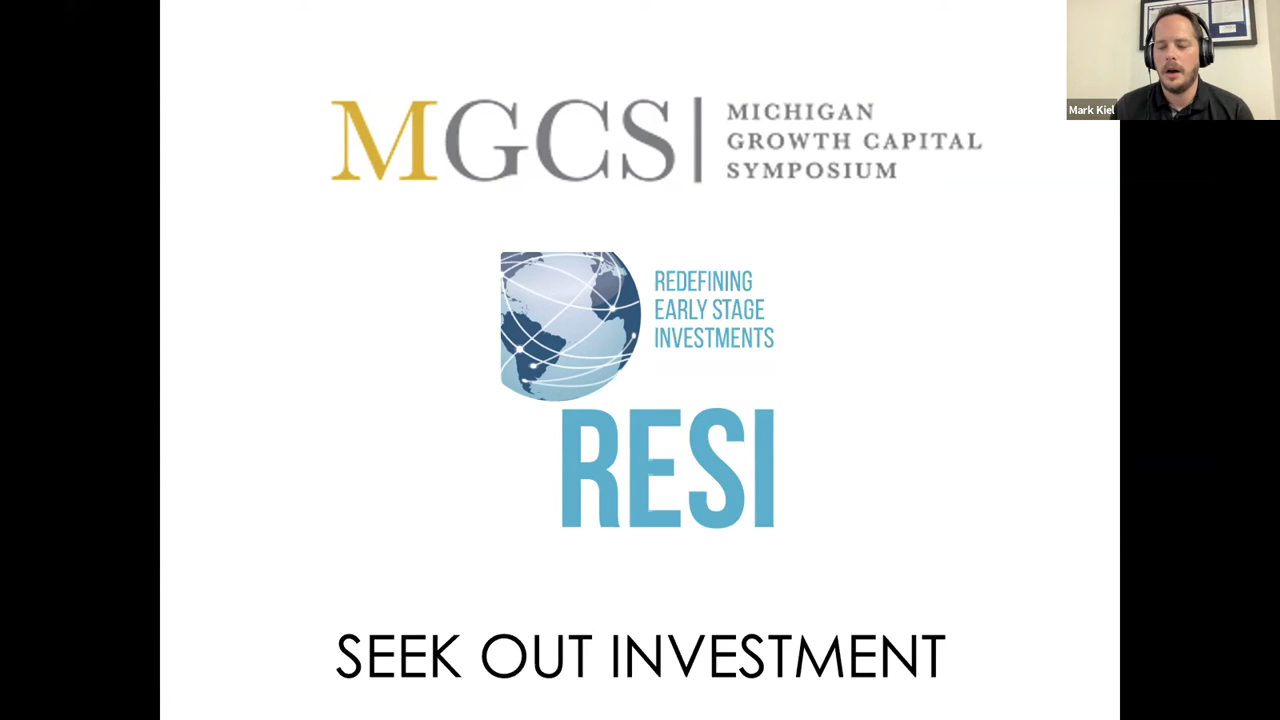 MGCS
MICHIGAN
GROWTH CAPITAL
SYMPOSIUM
Mark Kiel
REDEFINING
EARLY STAGE
INVESTMENTS
RESI
SEEK OUT INVESTMENT